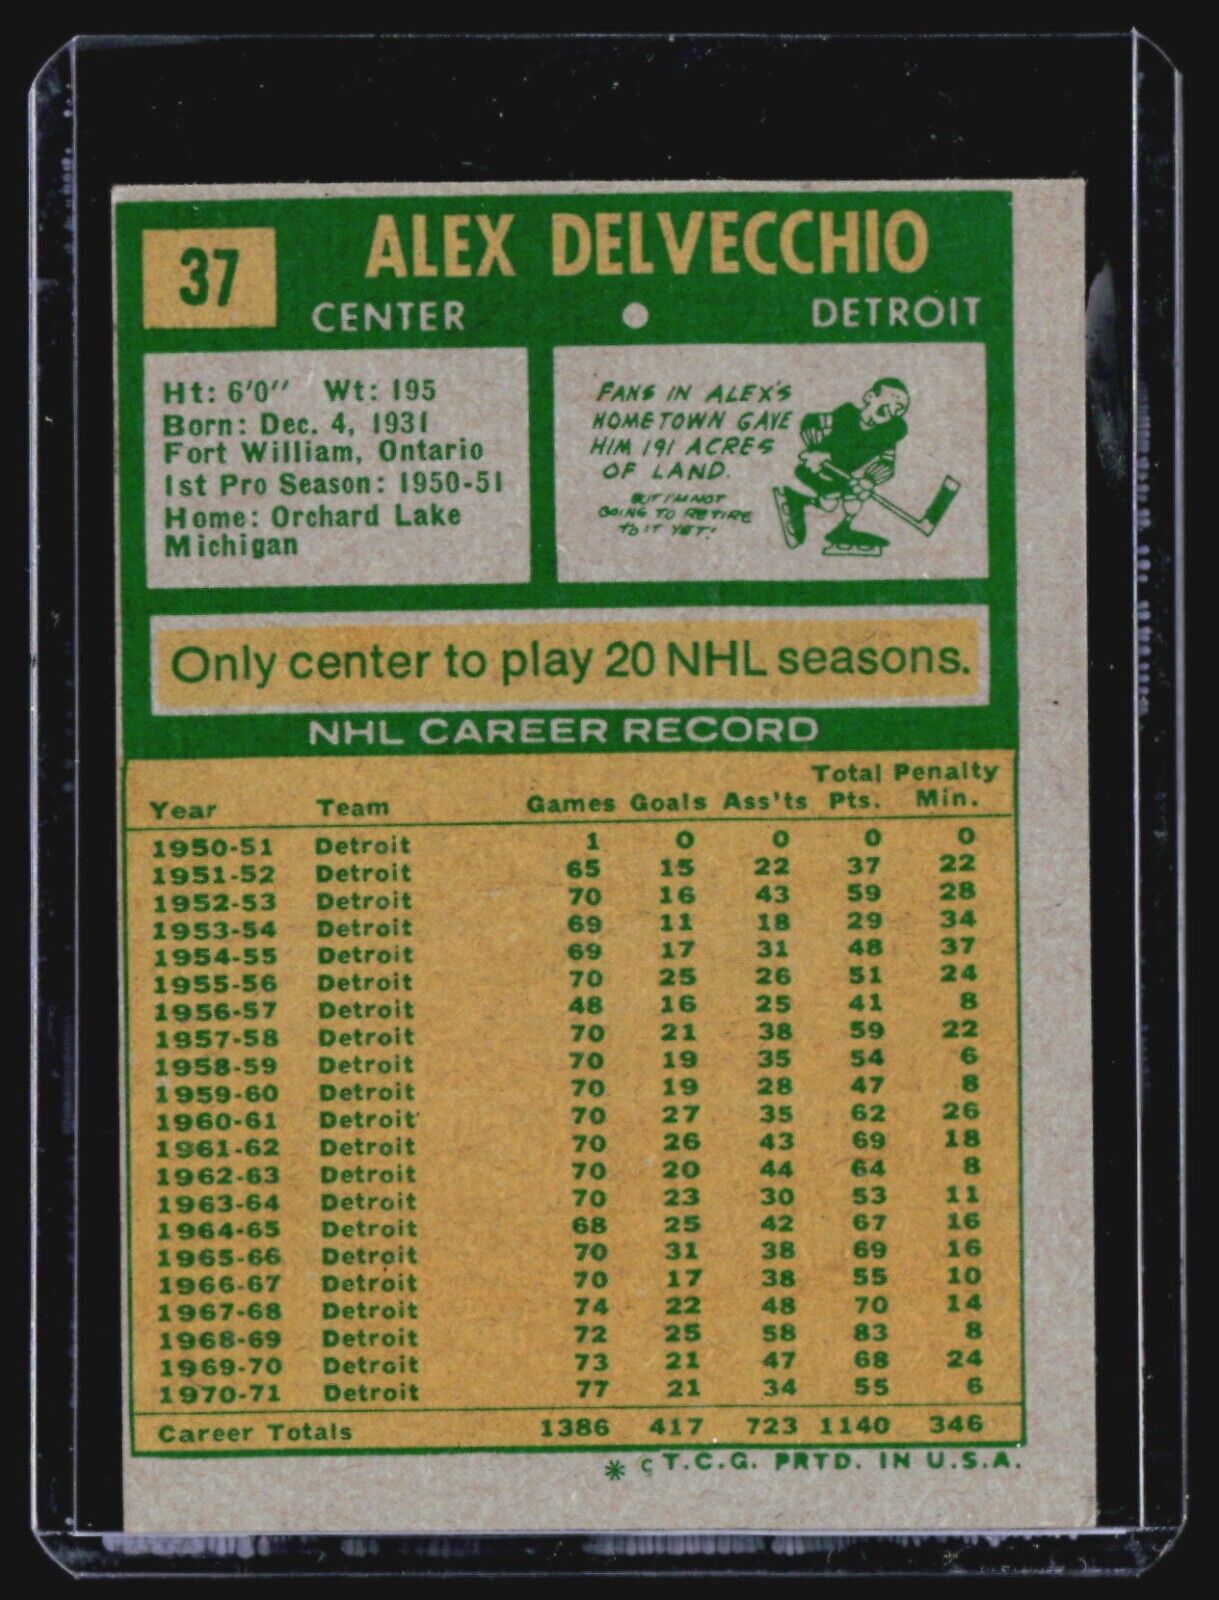 37
ALEX DELVECCHIO
CENTER • DETROIT
Ht: 6'0" Wt: 195
Born: Dec. 4, 1931
Fort William, Ontario
1st Pro Season: 1950-51
Home: Orchard Lake
Michigan
FANS IN ALEX'S
HOMETOWN GAVE
HIM 191 ACRES
OF LAND.
BUT I'M NOT
GOING TO RETIRE
TO IT YET!
Only center to play 20 NHL seasons.
NHL CAREER RECORD
Total Penalty
Year Team Games Goals Ass'ts Pts. Min.
1950-51 Detroit 1 0 0 0 0
1951-52 Detroit 65 15 22 37 22
1952-53 Detroit 70 16 43 59 28
1953-54 Detroit 69 11 18 29 34
1954-55 Detroit 69 17 31 48 37
1955-56 Detroit 70 25 26 51 24
1956-57 Detroit 48 16 25 41 8
1957-58 Detroit 70 21 38 59 22
1958-59 Detroit 70 19 35 54 6
1959-60 Detroit 70 19 28 47 8
1960-61 Detroit 70 27 35 62 26
1961-62 Detroit 70 26 43 69 18
1962-63 Detroit 70 20 44 64 8
1963-64 Detroit 70 23 30 53 11
1964-65 Detroit 68 25 42 67 16
1965-66 Detroit 70 31 38 69 16
1966-67 Detroit 70 17 38 55 10
1967-68 Detroit 74 22 48 70 14
1968-69 Detroit 72 25 58 83 8
1969-70 Detroit 73 21 47 68 24
1970-71 Detroit 77 21 34 55 6
Career Totals 1386 417 723 1140 346
* © T.C.G. PRTD. IN U.S.A.